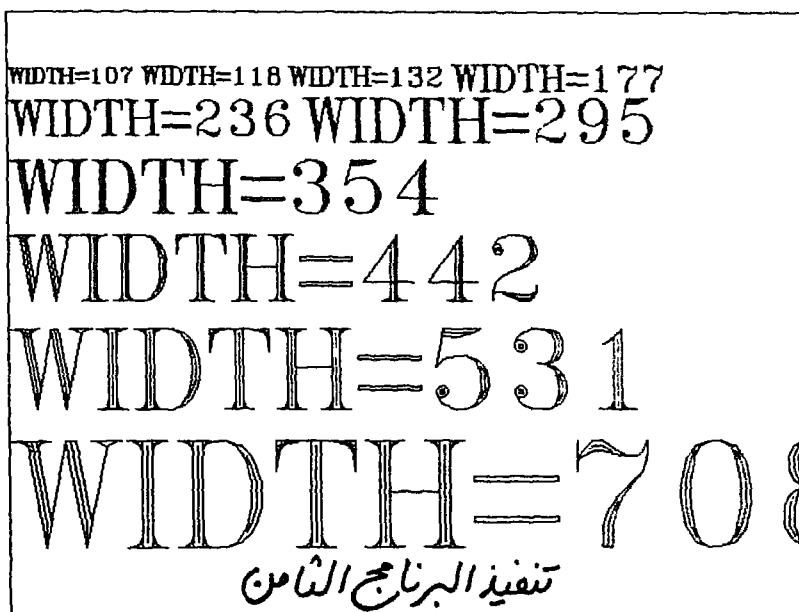 WIDTH=107 WIDTH=118 WIDTH=132 WIDTH=177
WIDTH=236 WIDTH=295
WIDTH=354
WIDTH=442
WIDTH=531
WIDTH=708
تنفيذ البرنامج الثامن